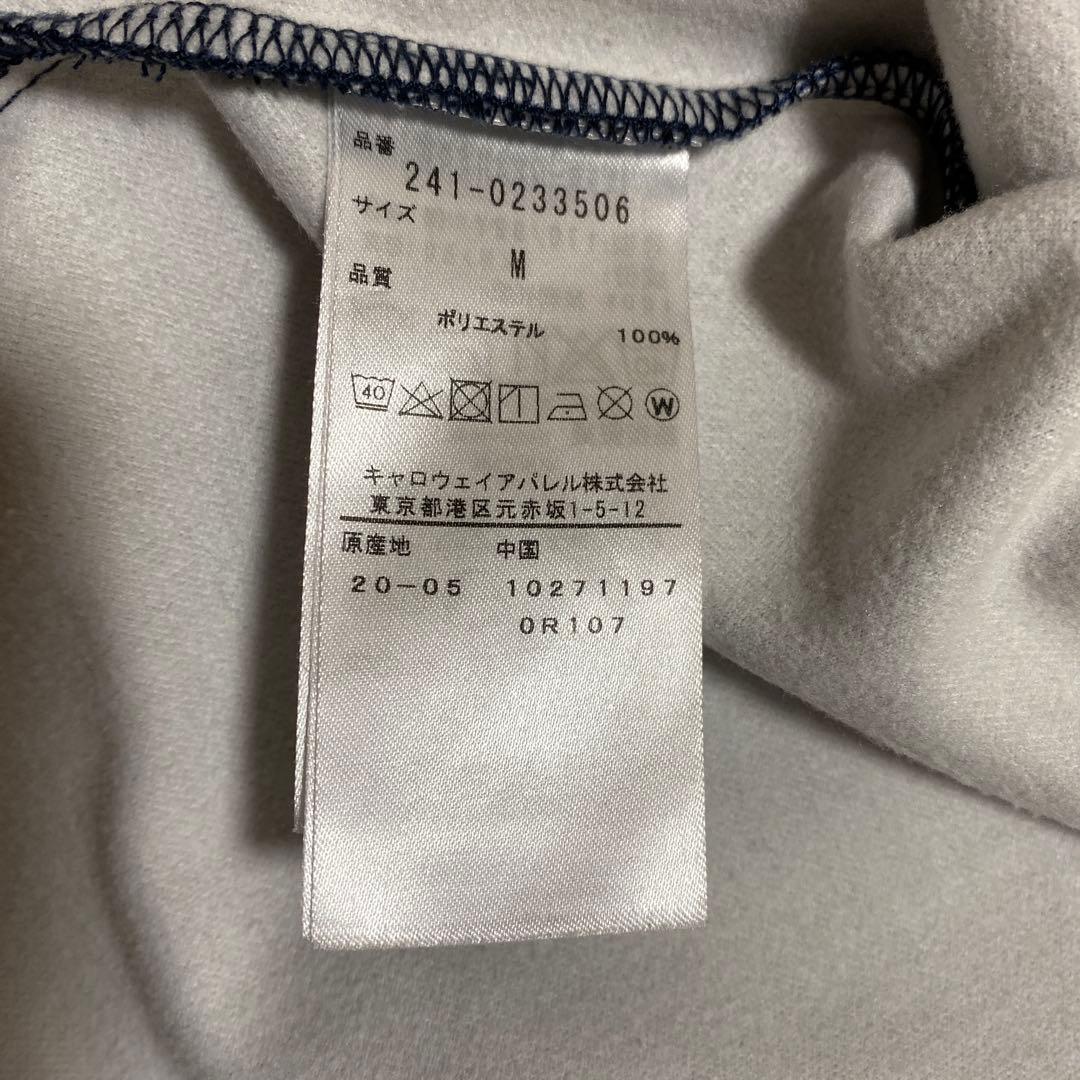 品番
241-0233506
サイズ
M
品質
ポリエステル 100%
40 W
キャロウェイアパレル株式会社
東京都港区元赤坂1-5-12
原産地 中国
20-05 10271197
0R107